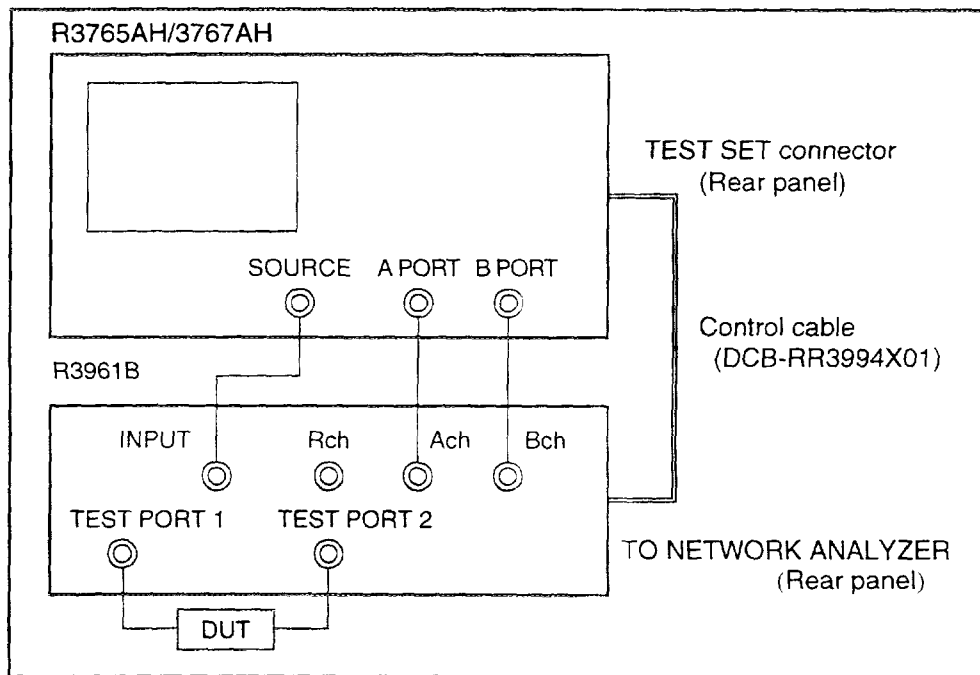 R3765AH/3767AH
TEST SET connector
(Rear panel)
SOURCE A PORT B PORT
Control cable
(DCB-RR3994X01)
R3961B
INPUT Rch Ach Bch
TEST PORT 1 TEST PORT 2
TO NETWORK ANALYZER
(Rear panel)
DUT